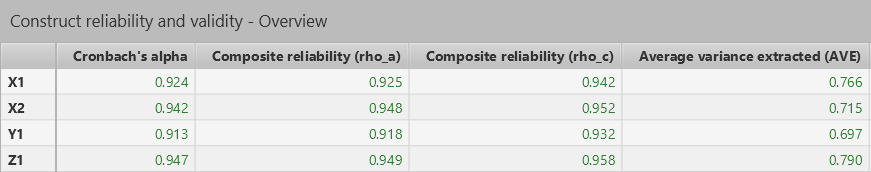 Construct reliability and validity - Overview
Cronbach's alpha Composite reliability (rho_a) Composite reliability (rho_c) Average variance extracted (AVE)
X1 0.924 0.925 0.942 0.766
X2 0.942 0.948 0.952 0.715
Y1 0.913 0.918 0.932 0.697
Z1 0.947 0.949 0.958 0.790